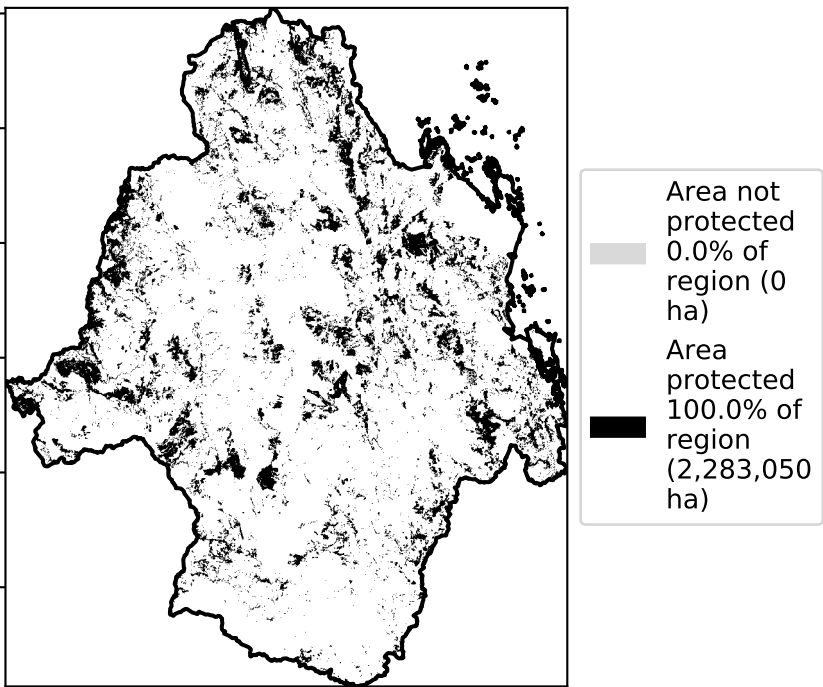 Area not
protected
0.0% of
region (0
ha)
Area
protected
100.0% of
region
(2,283,050
ha)